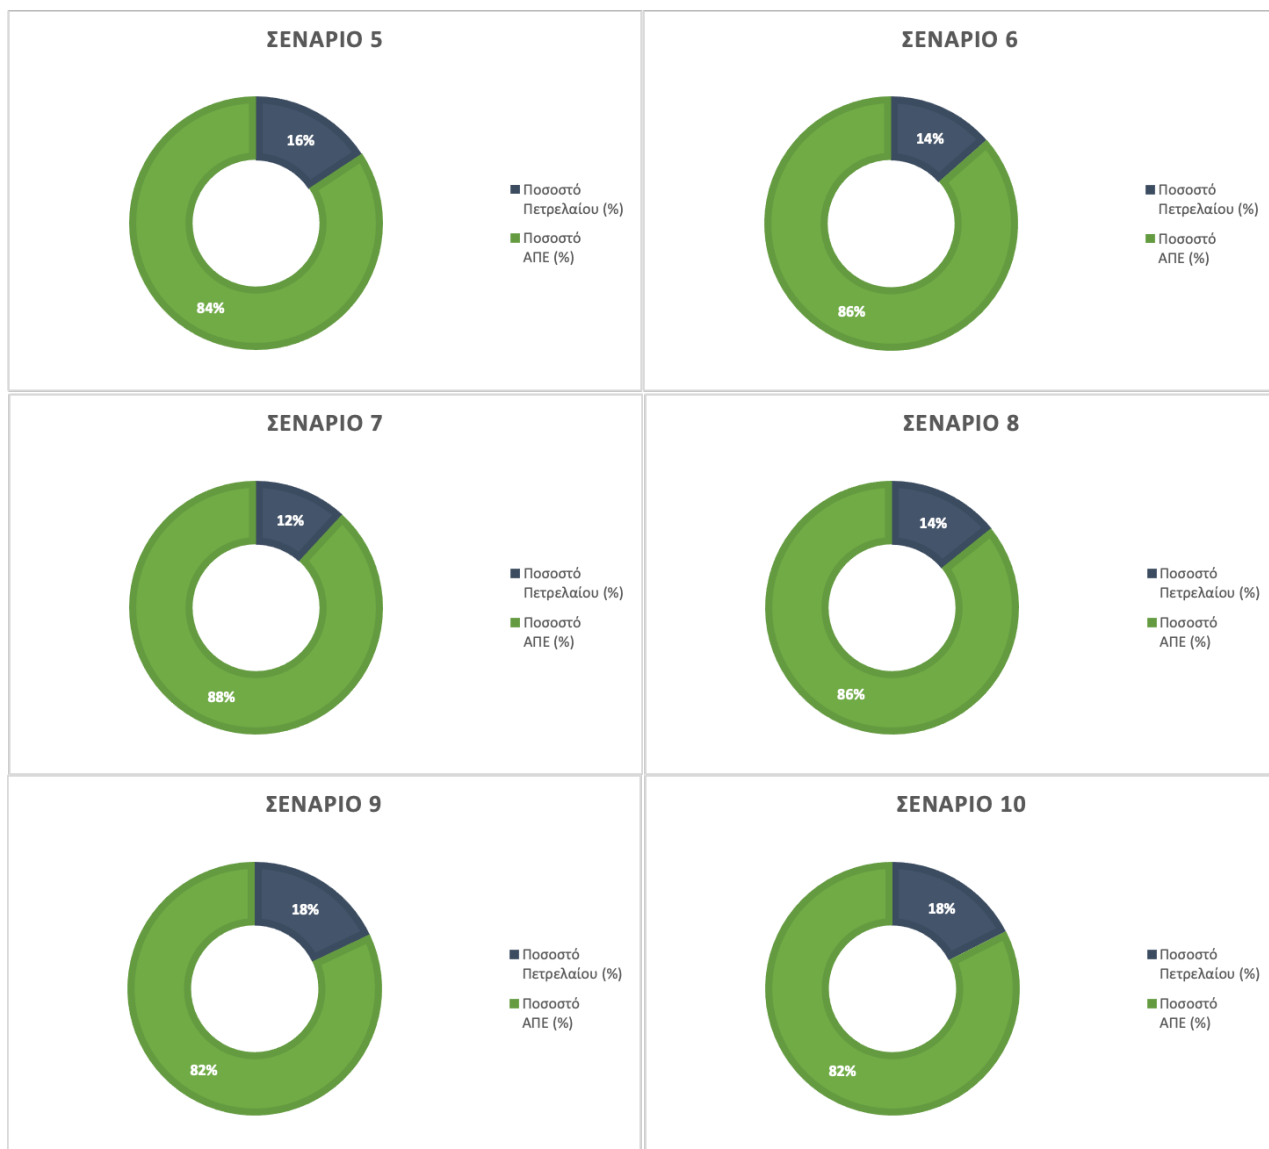 ΣΕΝΑΡΙΟ 5
16%
84%
Ποσοστό
Πετρελαίου (%)
Ποσοστό
ΑΠΕ (%)
ΣΕΝΑΡΙΟ 6
14%
86%
Ποσοστό
Πετρελαίου (%)
Ποσοστό
ΑΠΕ (%)
ΣΕΝΑΡΙΟ 7
12%
88%
Ποσοστό
Πετρελαίου (%)
Ποσοστό
ΑΠΕ (%)
ΣΕΝΑΡΙΟ 8
14%
86%
Ποσοστό
Πετρελαίου (%)
Ποσοστό
ΑΠΕ (%)
ΣΕΝΑΡΙΟ 9
18%
82%
Ποσοστό
Πετρελαίου (%)
Ποσοστό
ΑΠΕ (%)
ΣΕΝΑΡΙΟ 10
18%
82%
Ποσοστό
Πετρελαίου (%)
Ποσοστό
ΑΠΕ (%)